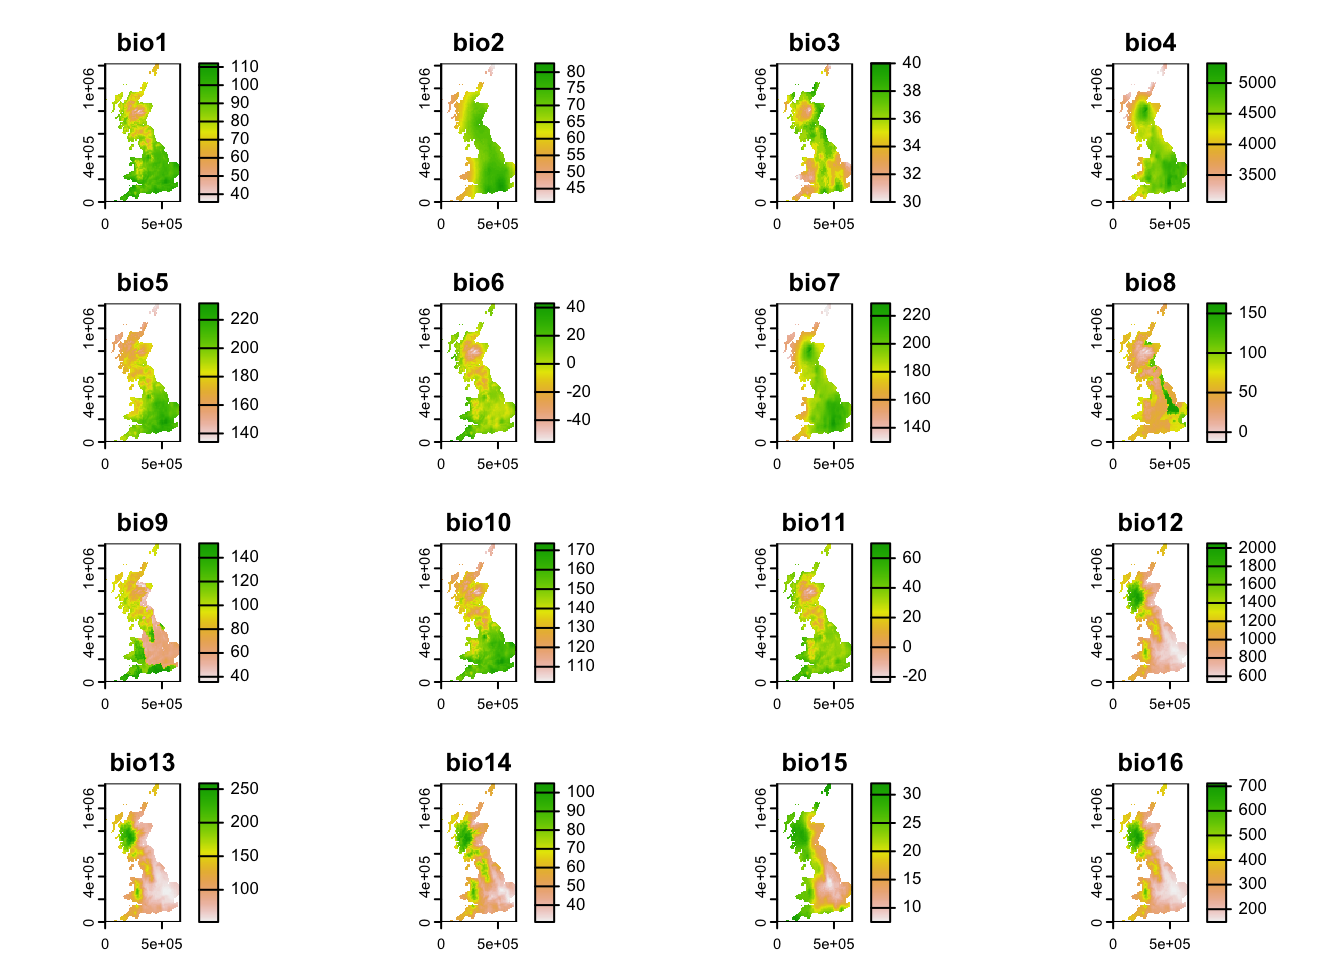 bio1
bio2
bio3
bio4
0
4e+05
1e+06
0
5e+05
110
100
90
80
70
60
50
40
0
4e+05
1e+06
0
5e+05
80
75
70
65
60
55
50
45
0
4e+05
1e+06
0
5e+05
40
38
36
34
32
30
0
4e+05
1e+06
0
5e+05
5000
4500
4000
3500
bio5
bio6
bio7
bio8
0
4e+05
1e+06
0
5e+05
220
200
180
160
140
0
4e+05
1e+06
0
5e+05
40
20
0
-20
-40
0
4e+05
1e+06
0
5e+05
220
200
180
160
140
0
4e+05
1e+06
0
5e+05
150
100
50
0
bio9
bio10
bio11
bio12
0
4e+05
1e+06
0
5e+05
140
120
100
80
60
40
0
4e+05
1e+06
0
5e+05
170
160
150
140
130
120
110
0
4e+05
1e+06
0
5e+05
60
40
20
0
-20
0
4e+05
1e+06
0
5e+05
2000
1800
1600
1400
1200
1000
800
600
bio13
bio14
bio15
bio16
0
4e+05
1e+06
0
5e+05
250
200
150
100
0
4e+05
1e+06
0
5e+05
100
90
80
70
60
50
40
0
4e+05
1e+06
0
5e+05
30
25
20
15
10
0
4e+05
1e+06
0
5e+05
700
600
500
400
300
200